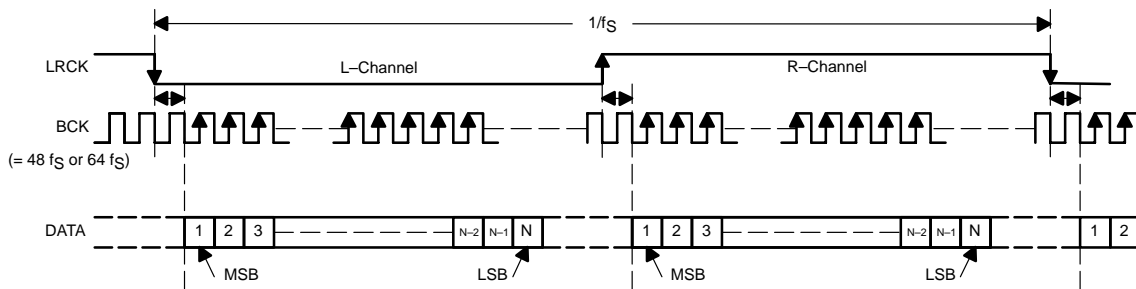 1/fS
LRCK
L–Channel
R–Channel
BCK
(= 48 fS or 64 fS)
DATA
1 2 3 N–2 N–1 N 1 2 3 N–2 N–1 N 1 2
MSB LSB MSB LSB